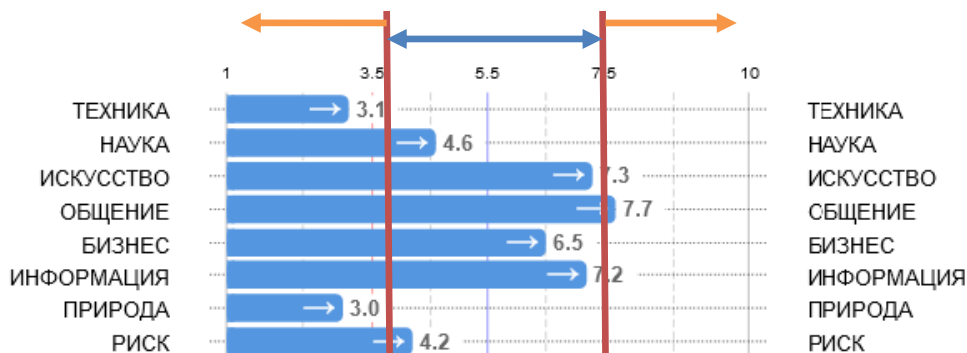 1 3.5 5.5 7.5 10
ТЕХНИКА 3.1 ТЕХНИКА
НАУКА 4.6 НАУКА
ИСКУССТВО 7.3 ИСКУССТВО
ОБЩЕНИЕ 7.7 ОБЩЕНИЕ
БИЗНЕС 6.5 БИЗНЕС
ИНФОРМАЦИЯ 7.2 ИНФОРМАЦИЯ
ПРИРОДА 3.0 ПРИРОДА
РИСК 4.2 РИСК